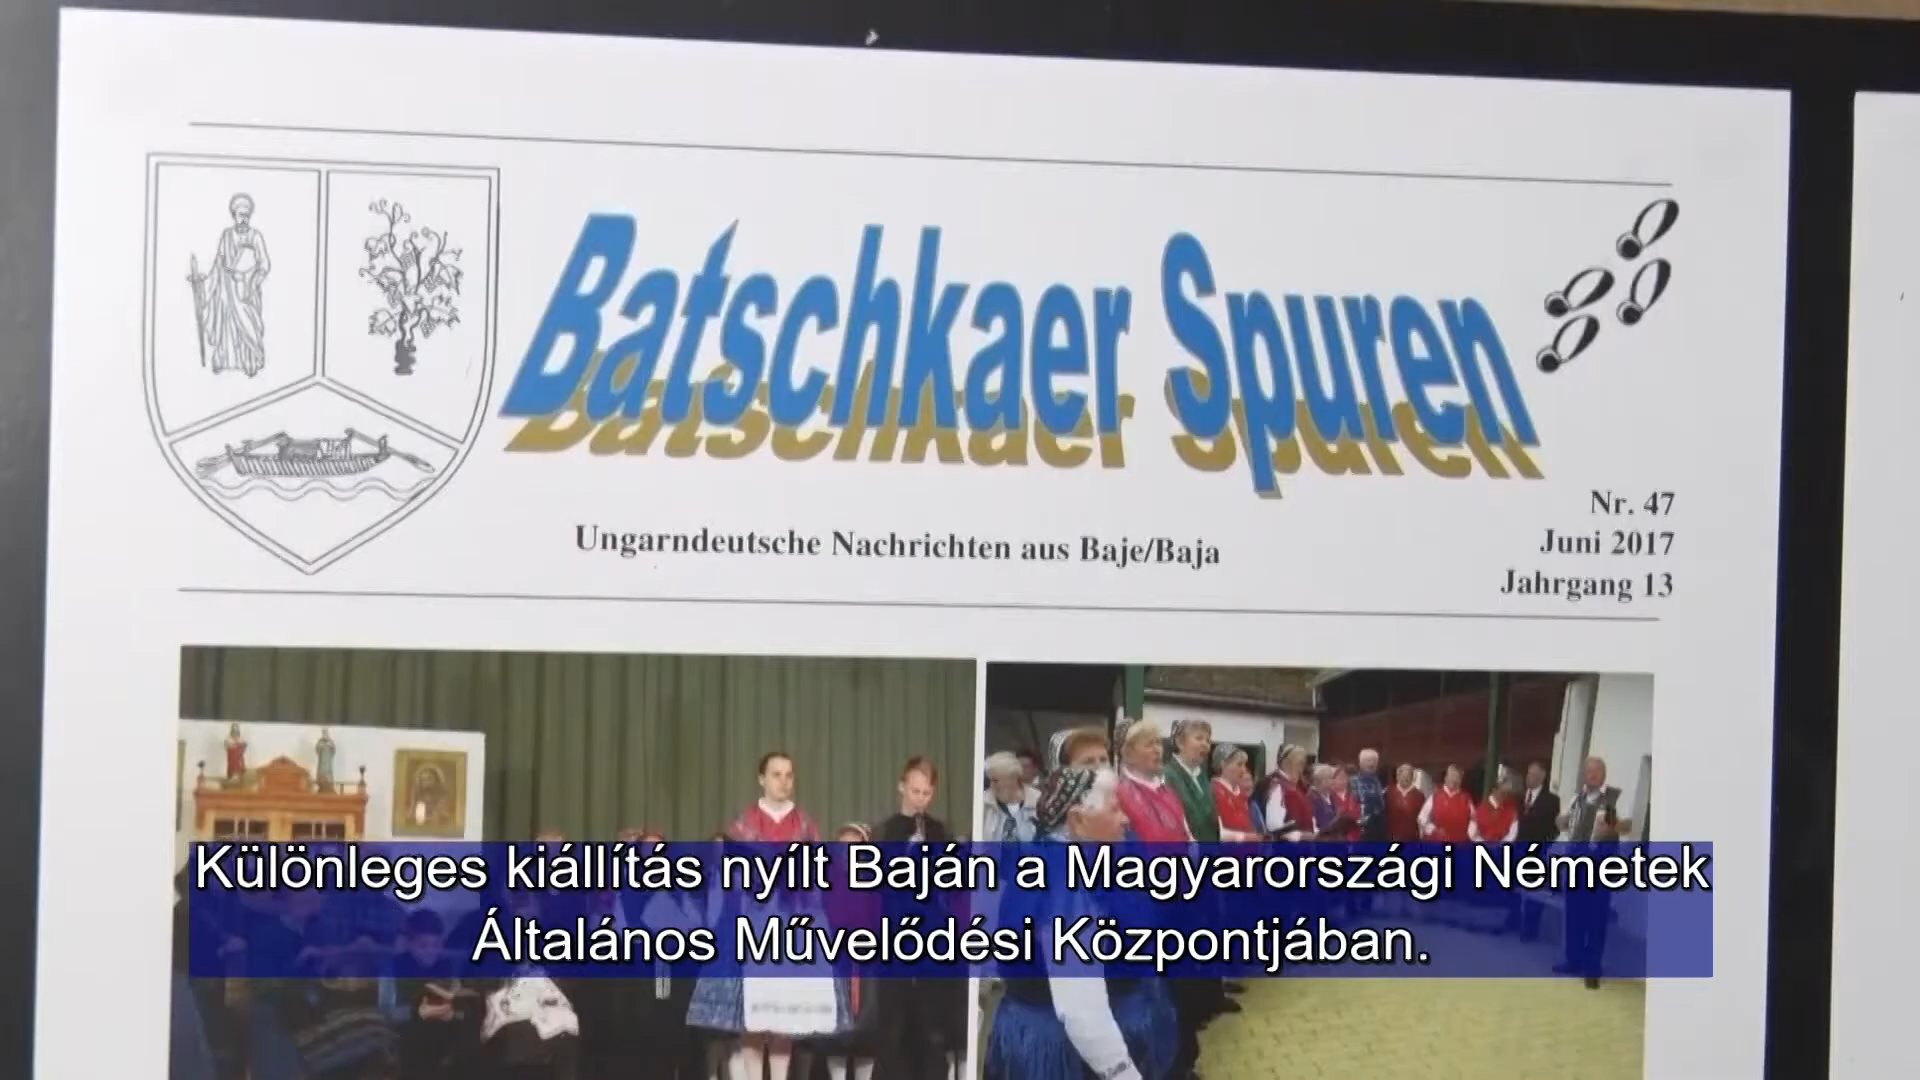 Batschkaer Spuren
Nr. 47
Ungarndeutsche Nachrichten aus Baje/Baja
Juni 2017
Jahrgang 13
Különleges kiállítás nyílt Baján a Magyarországi Németek
Általános Művelődési Központjában.